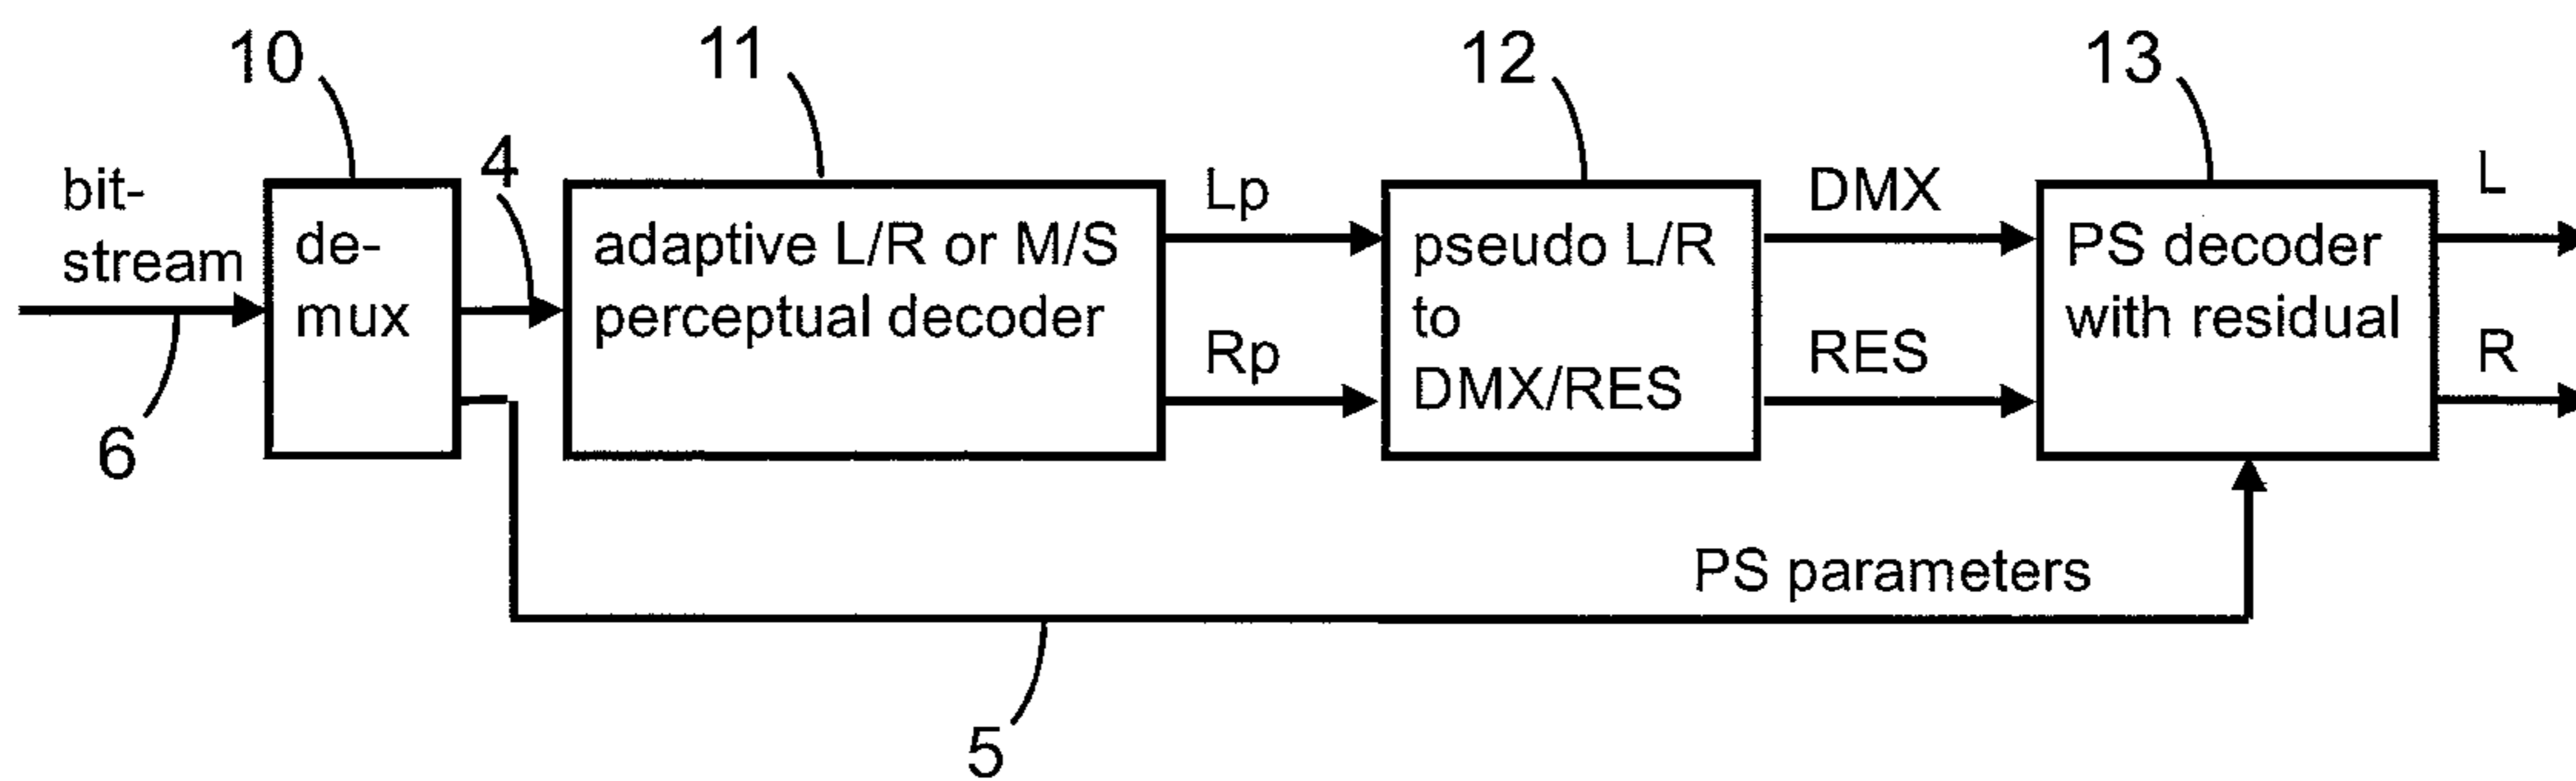 10
11
12
13
4
bit-
stream
6
de-
mux
adaptive L/R or M/S
perceptual decoder
Lp
Rp
pseudo L/R
to
DMX/RES
DMX
RES
PS decoder
with residual
L
R
PS parameters
5